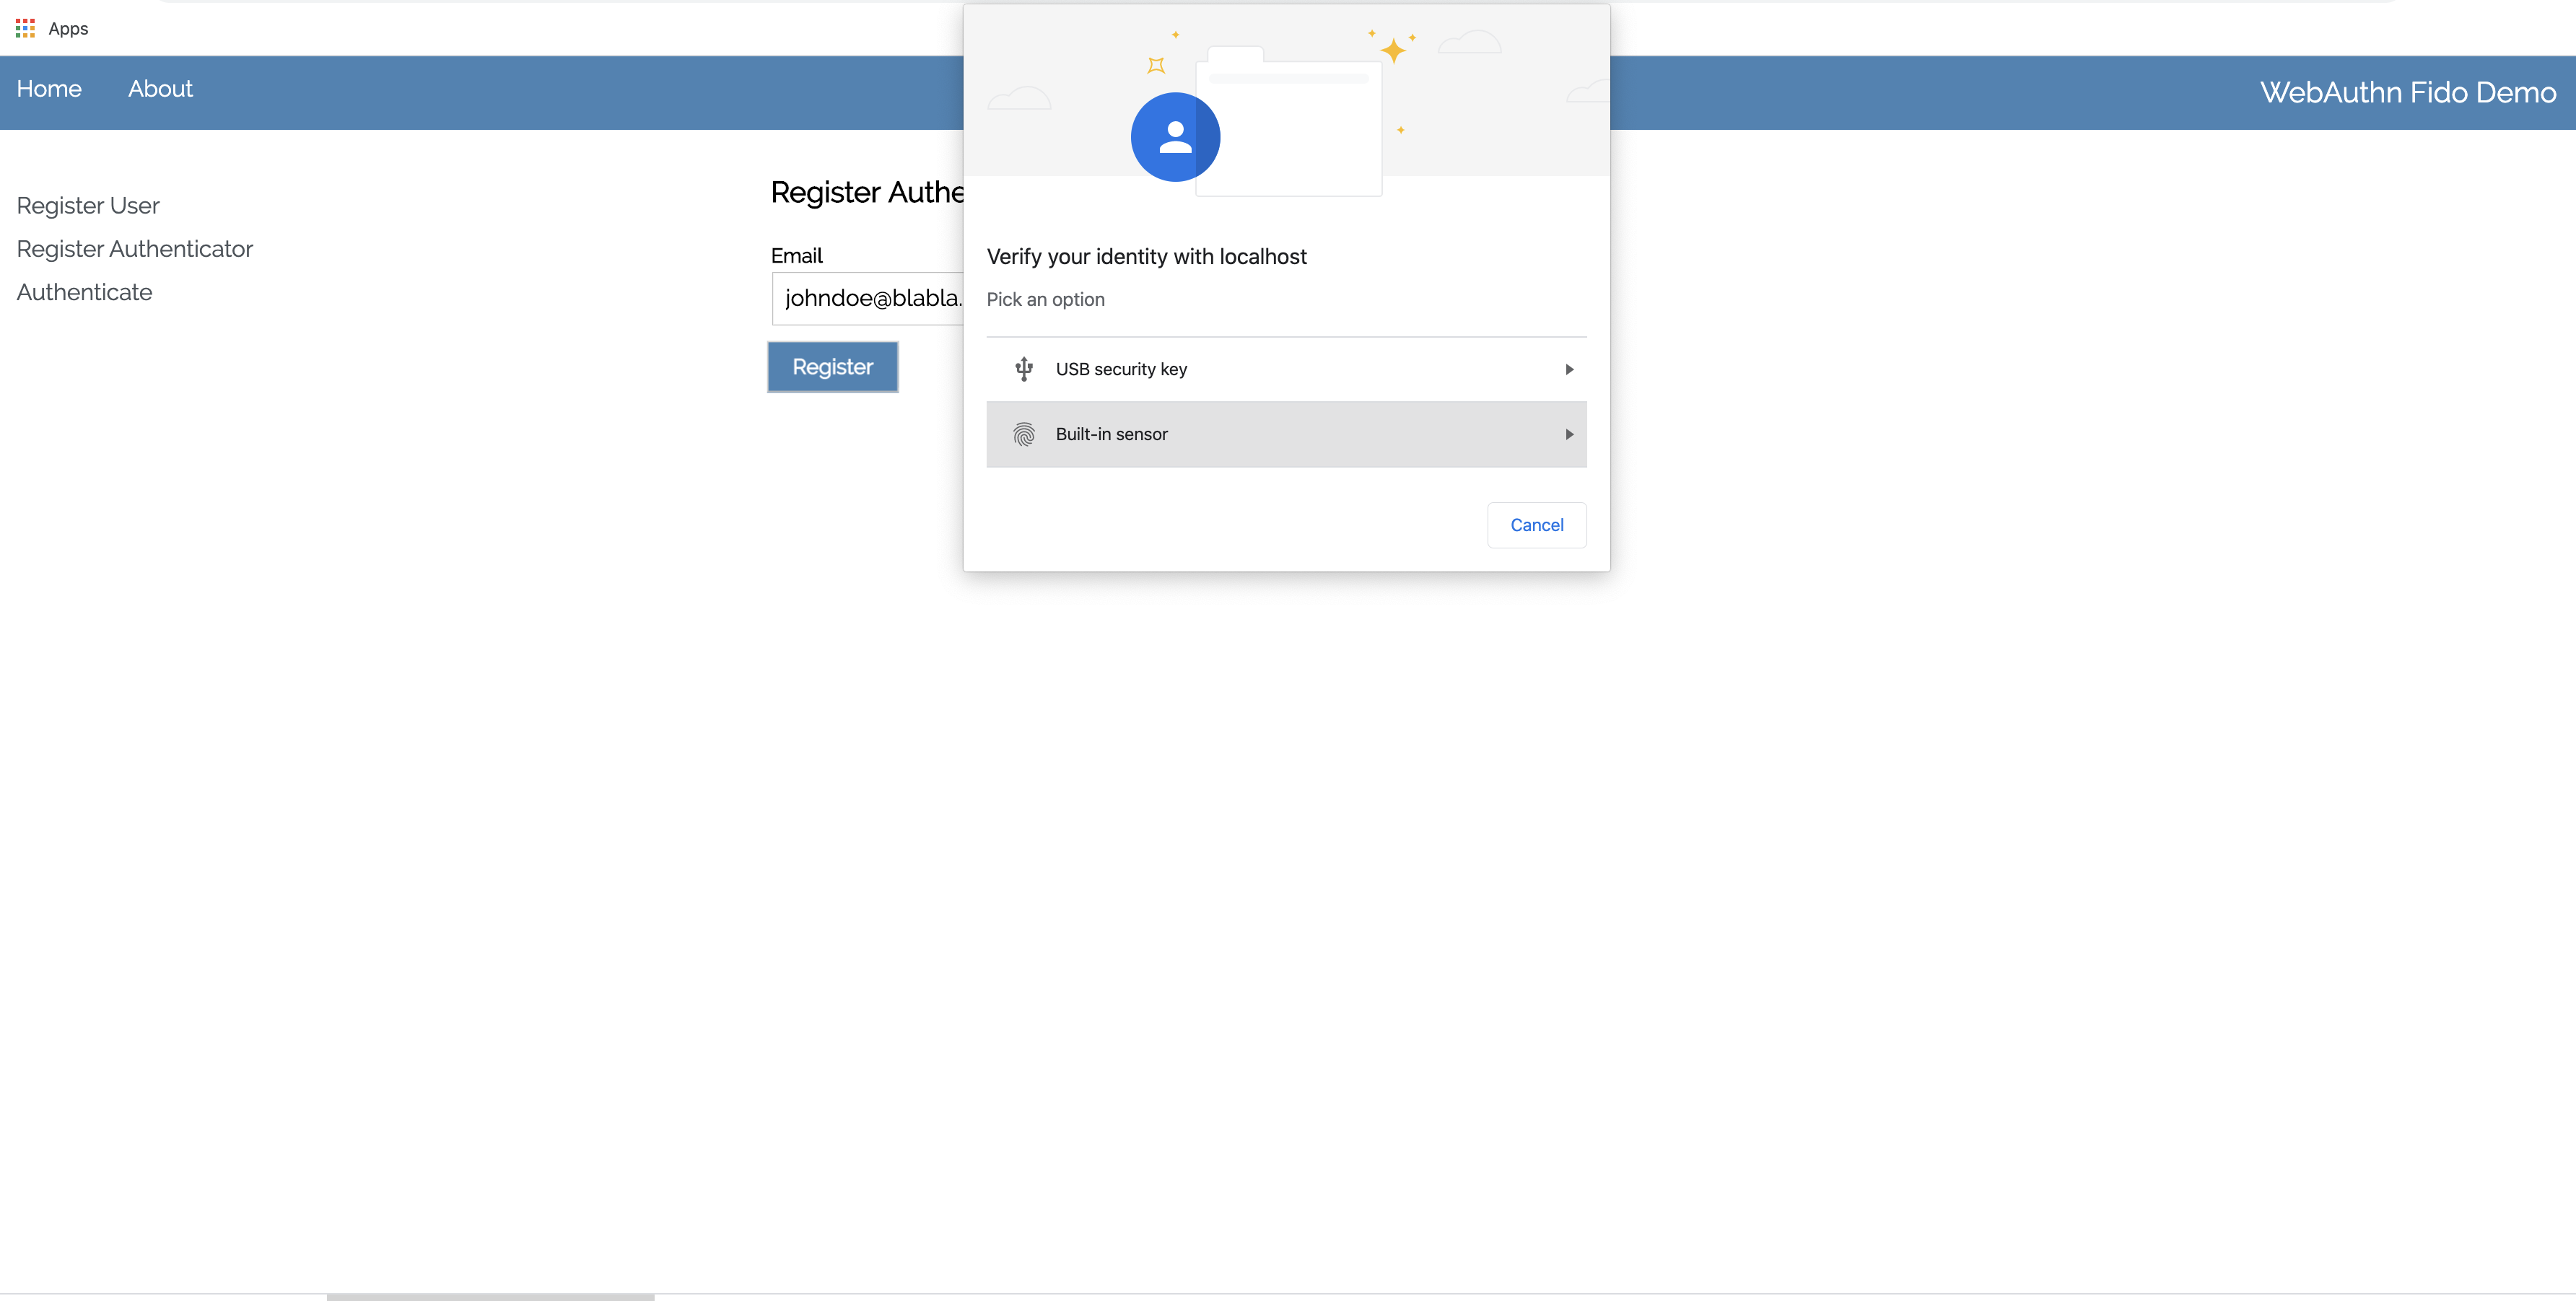 Apps
Home About WebAuthn Fido Demo
Register User
Register Authenticator
Authenticate
Register Authe
Email
johndoe@blabla.
Register
Verify your identity with localhost
Pick an option
USB security key
Built-in sensor
Cancel